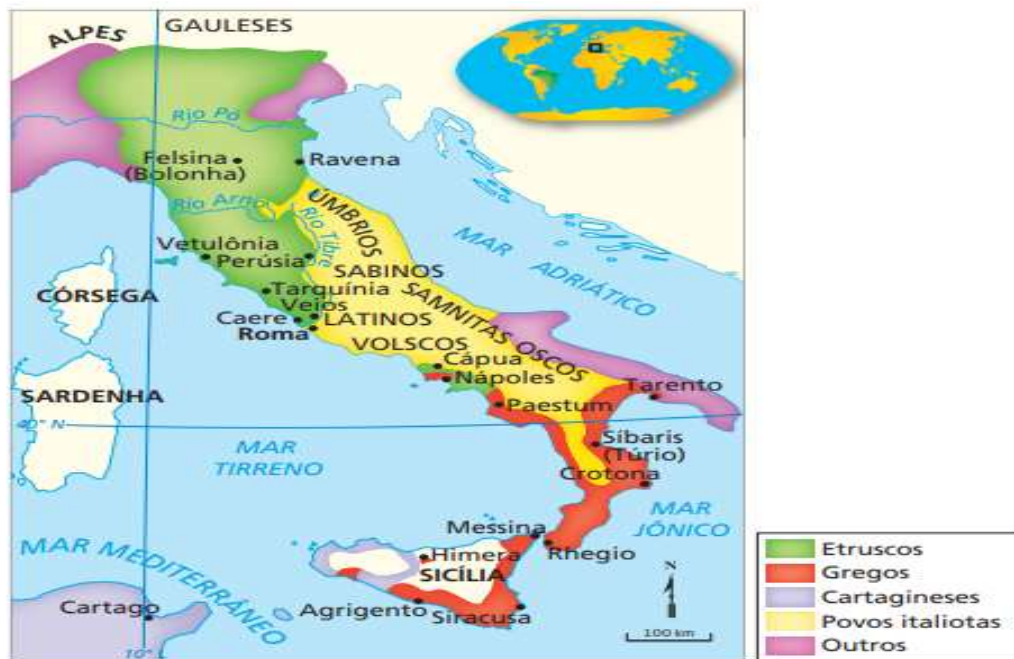 GAULESES
ALPES
Rio Pó
Felsina
(Bolonha)
Ravena
Rio Arno
ÚMBRIOS
Rio Tibre
MAR ADRIÁTICO
Vetulônia
Perúsia
SABINOS
CÓRSEGA
Tarquínia
SAMNITAS
Veios
Caere
LATINOS
Roma
VOLSCOS
OSCOS
Cápua
Nápoles
SARDENHA
Tarento
Paestum
40° N
MAR
TIRRENO
Síbaris
(Túrio)
Crotona
MAR
JÓNICO
Messina
Rhegio
MAR MEDITERRÁNEO
Himera
SICÍLIA
Cartago
Agrigento
Siracusa
N
100 km
10° L
Etruscos
Gregos
Cartagineses
Povos italiotas
Outros